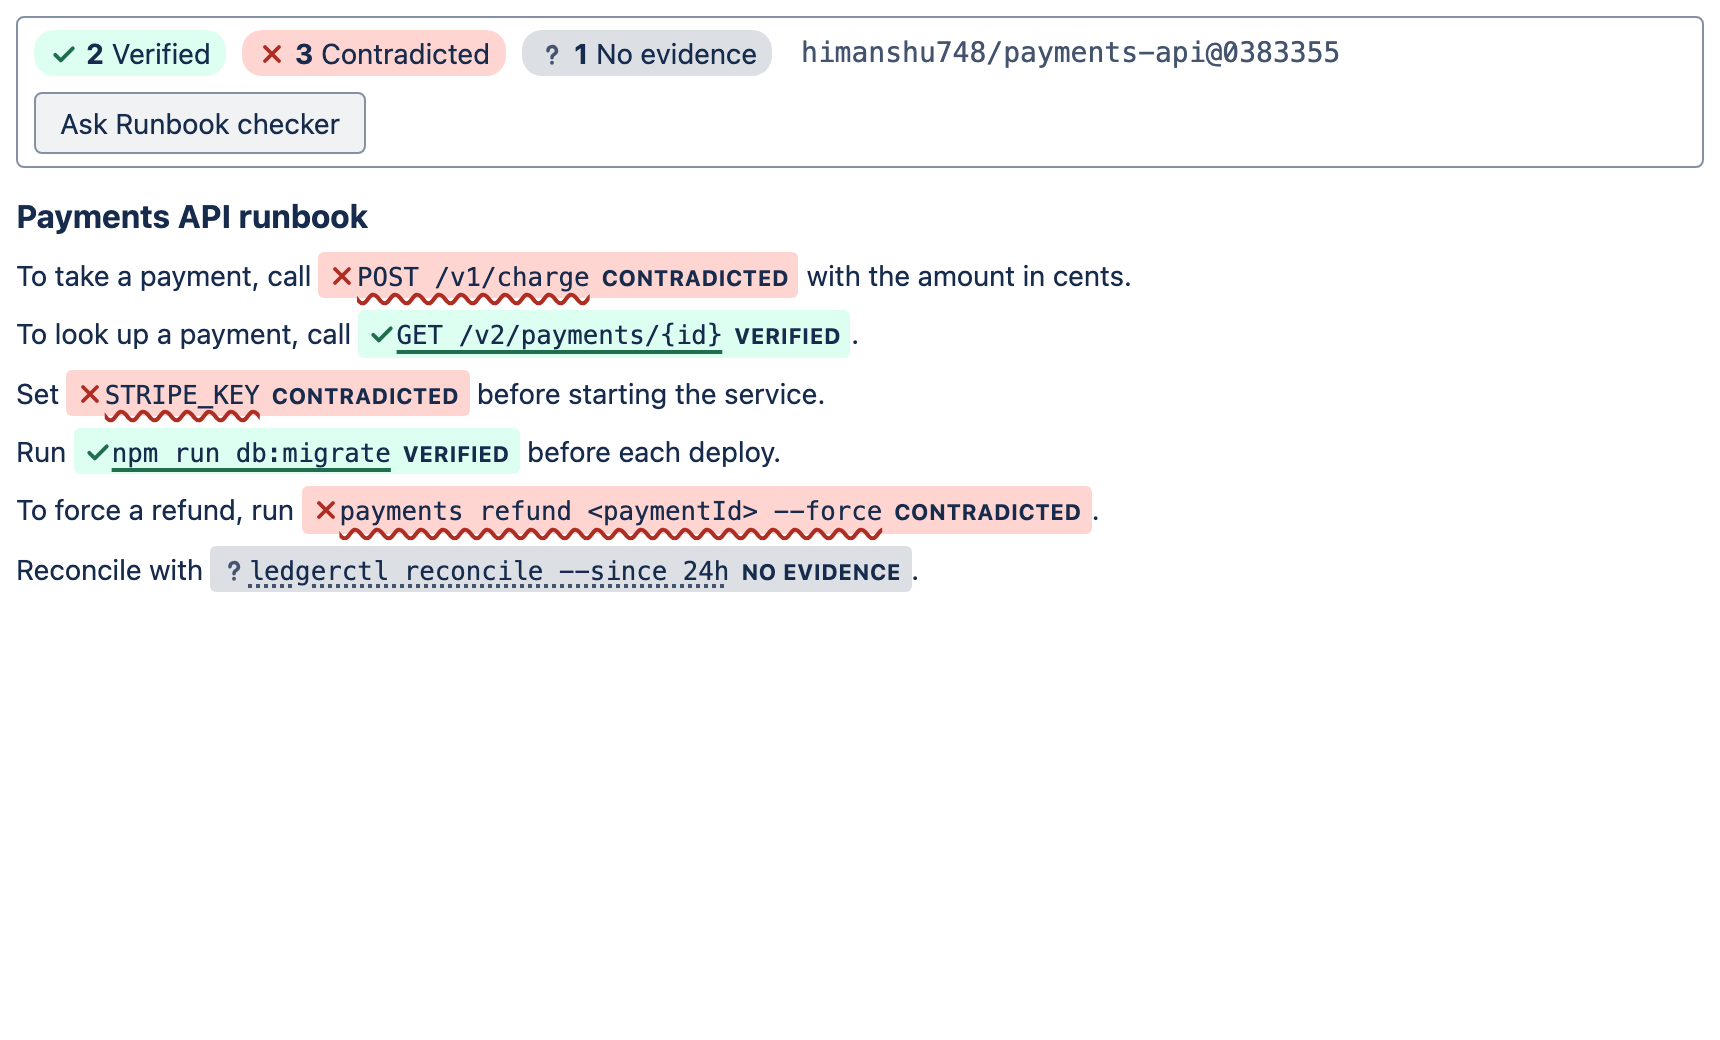 ✓ 2 Verified ✕ 3 Contradicted ? 1 No evidence himanshu748/payments-api@0383355
Ask Runbook checker
Payments API runbook
To take a payment, call ✕ POST /v1/charge CONTRADICTED with the amount in cents.
To look up a payment, call ✓ GET /v2/payments/{id} VERIFIED .
Set ✕ STRIPE_KEY CONTRADICTED before starting the service.
Run ✓ npm run db:migrate VERIFIED before each deploy.
To force a refund, run ✕ payments refund <paymentId> --force CONTRADICTED .
Reconcile with ? ledgerctl reconcile --since 24h NO EVIDENCE .